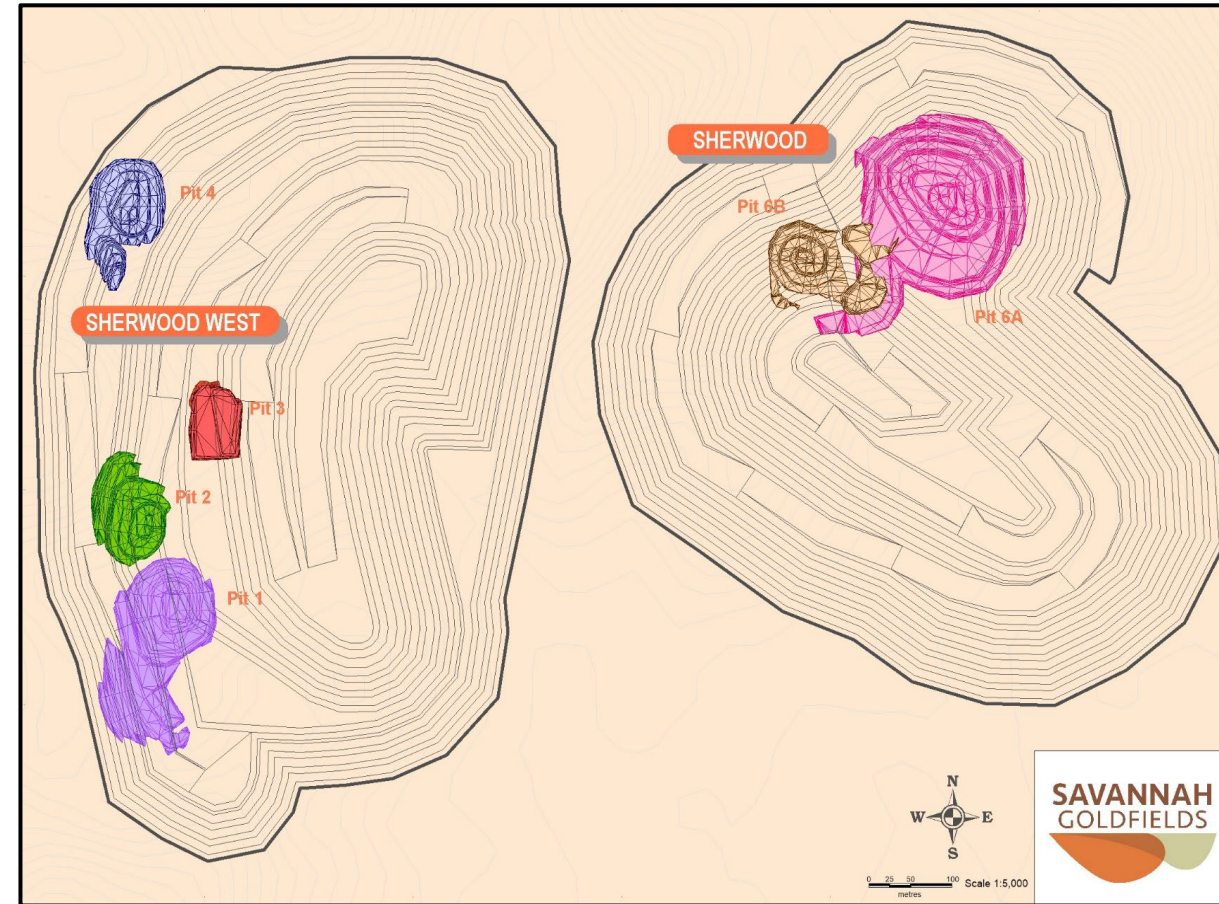 SHERWOOD
Pit 4
Pit 6B
Pit 6A
SHERWOOD WEST
Pit 3
Pit 2
Pit 1
N
W E
S
0 25 50 100 Scale 1:5,000
metres
SAVANNAH
GOLDFIELDS